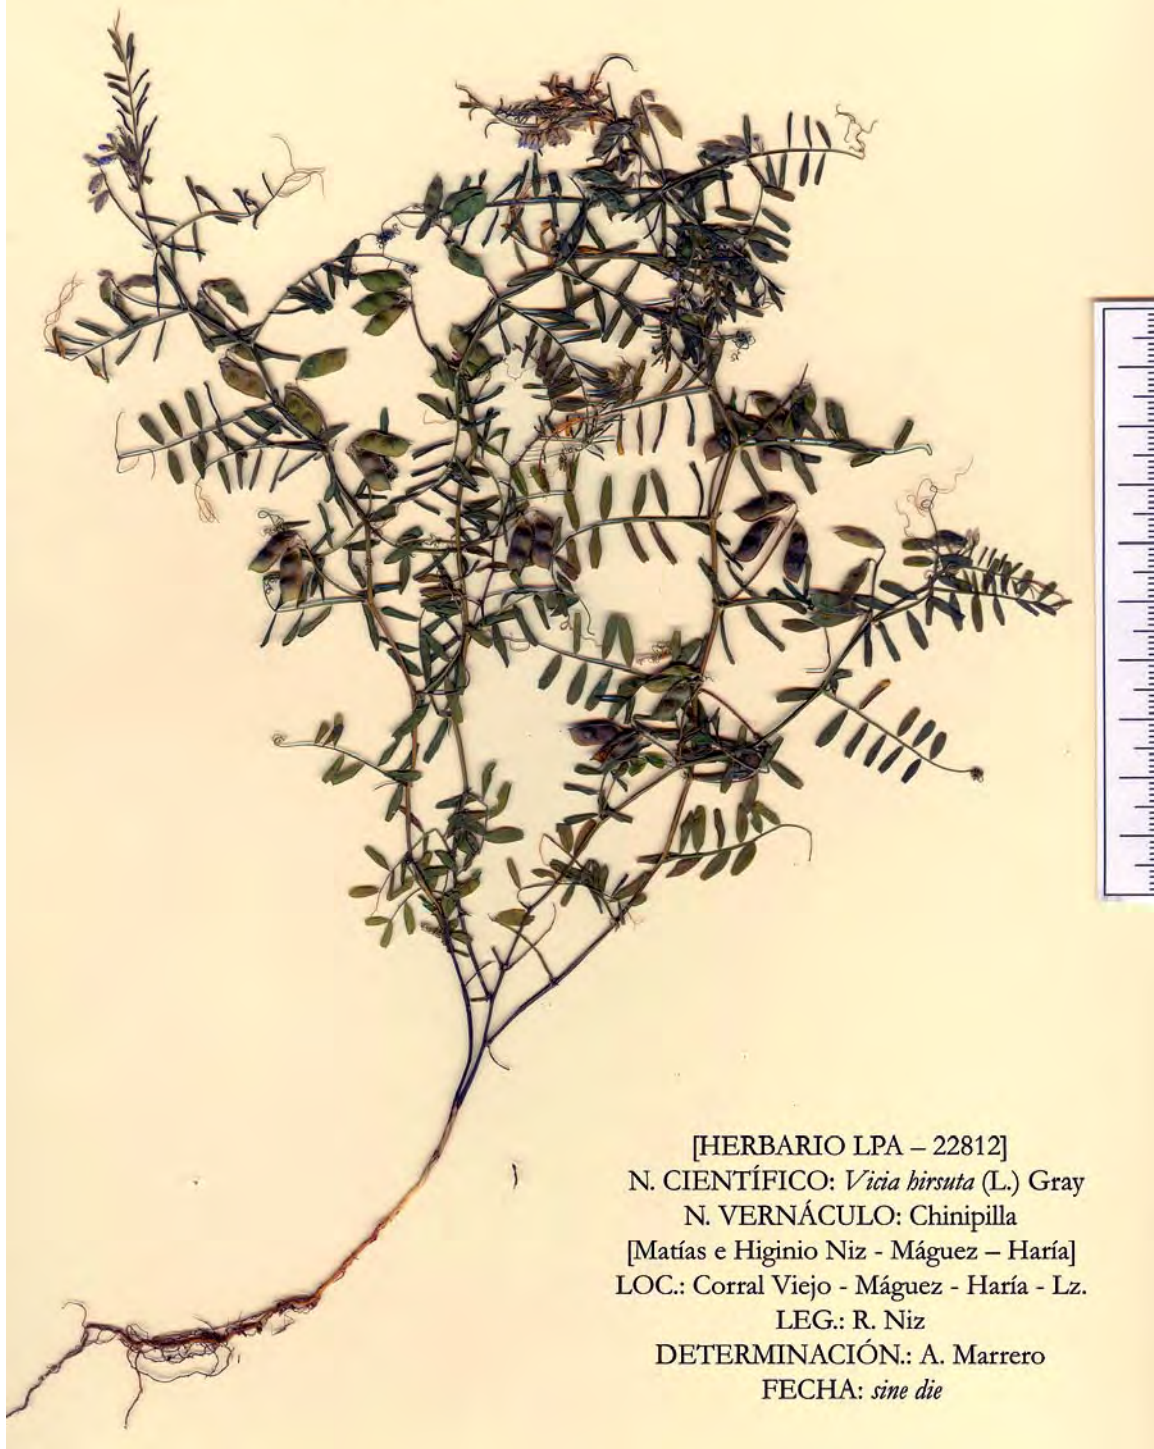 [HERBARIO LPA – 22812]
N. CIENTÍFICO: Vicia hirsuta (L.) Gray
N. VERNÁCULO: Chinipilla
[Matías e Higinio Niz - Máguez – Haría]
LOC.: Corral Viejo - Máguez - Haría - Lz.
LEG.: R. Niz
DETERMINACIÓN.: A. Marrero
FECHA: sine die